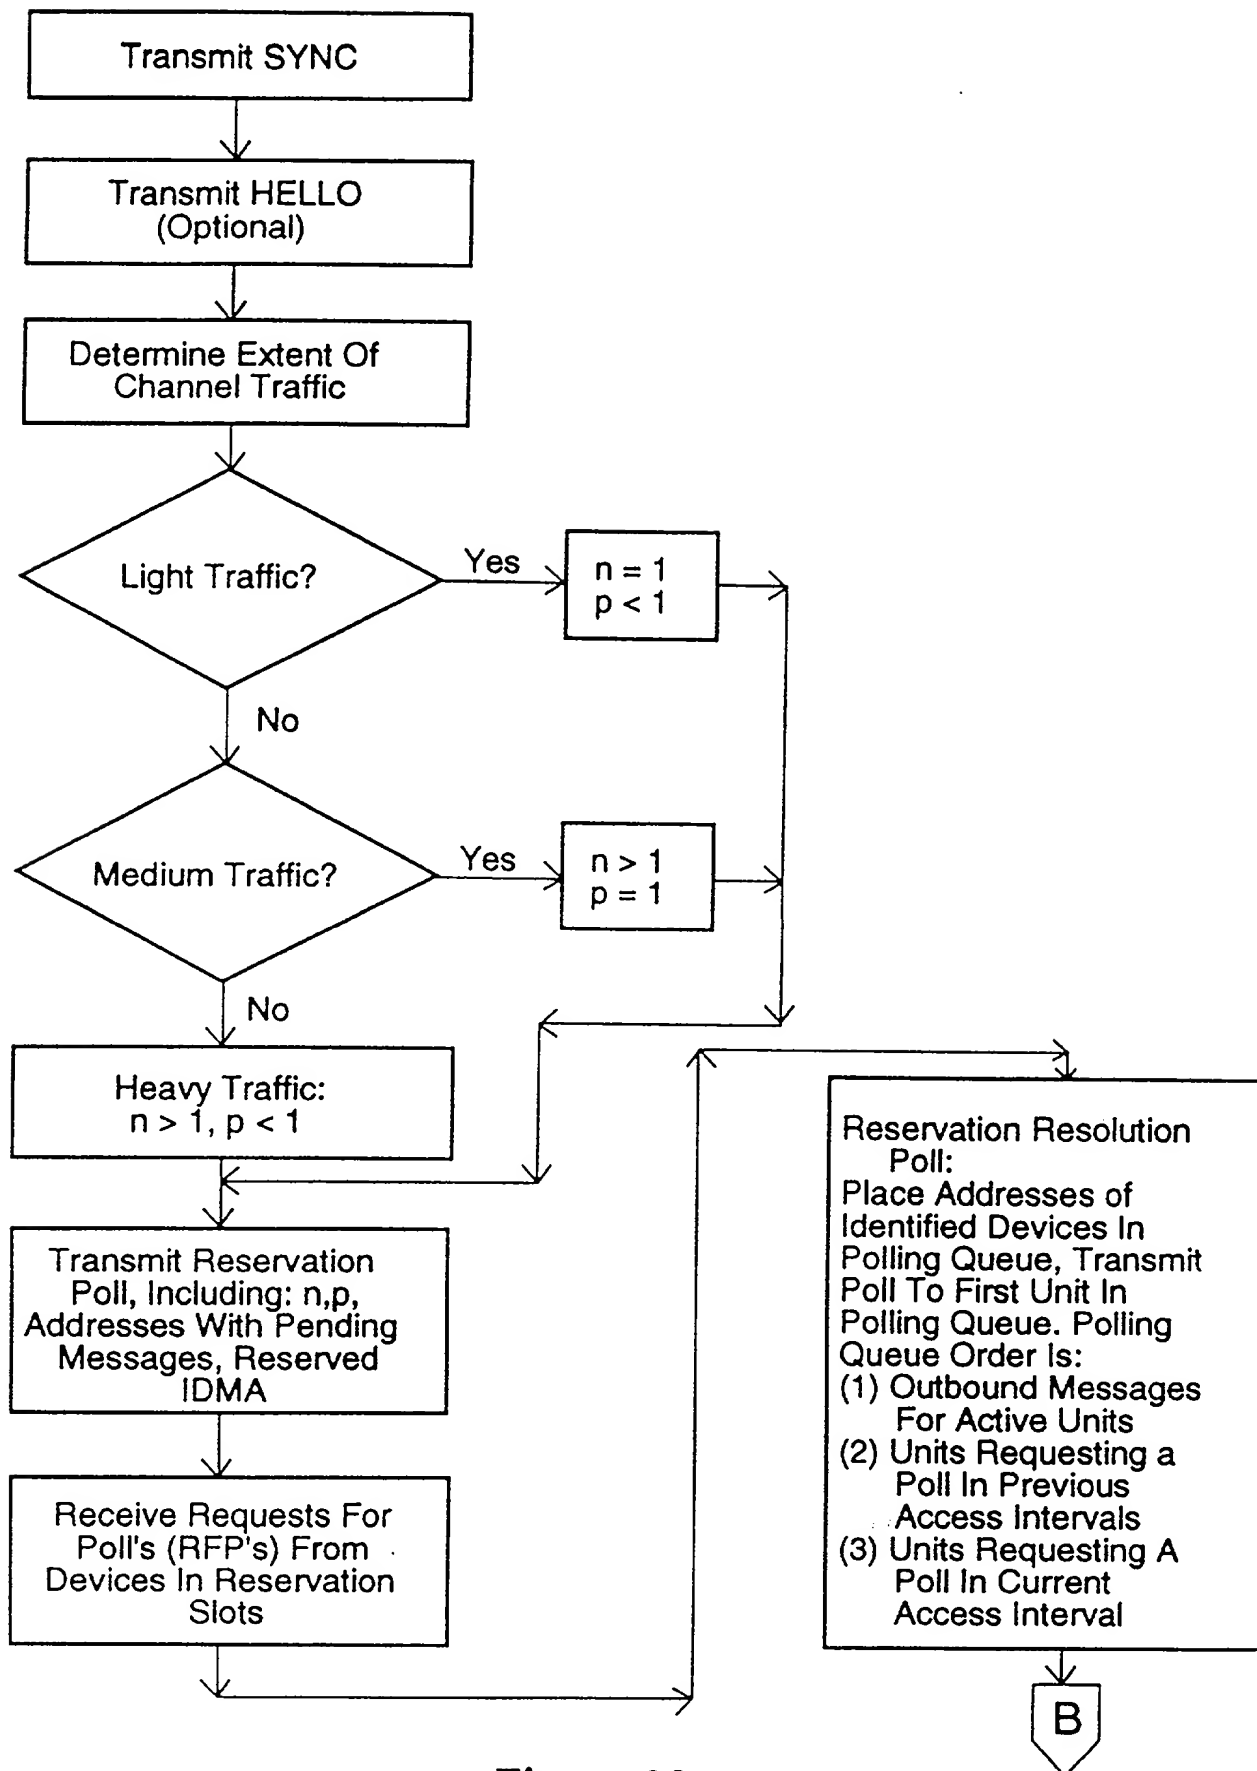 Transmit SYNC
Transmit HELLO
(Optional)
Determine Extent Of
Channel Traffic
Light Traffic?
Yes
n = 1
p < 1
No
Medium Traffic?
Yes
n > 1
p = 1
No
Heavy Traffic:
n > 1, p < 1
Transmit Reservation
Poll, Including: n,p,
Addresses With Pending
Messages, Reserved
IDMA
Receive Requests For
Poll's (RFP's) From
Devices In Reservation
Slots
Reservation Resolution
Poll:
Place Addresses of
Identified Devices In
Polling Queue, Transmit
Poll To First Unit In
Polling Queue. Polling
Queue Order Is:
(1) Outbound Messages
For Active Units
(2) Units Requesting a
Poll In Previous
Access Intervals
(3) Units Requesting A
Poll In Current
Access Interval
B